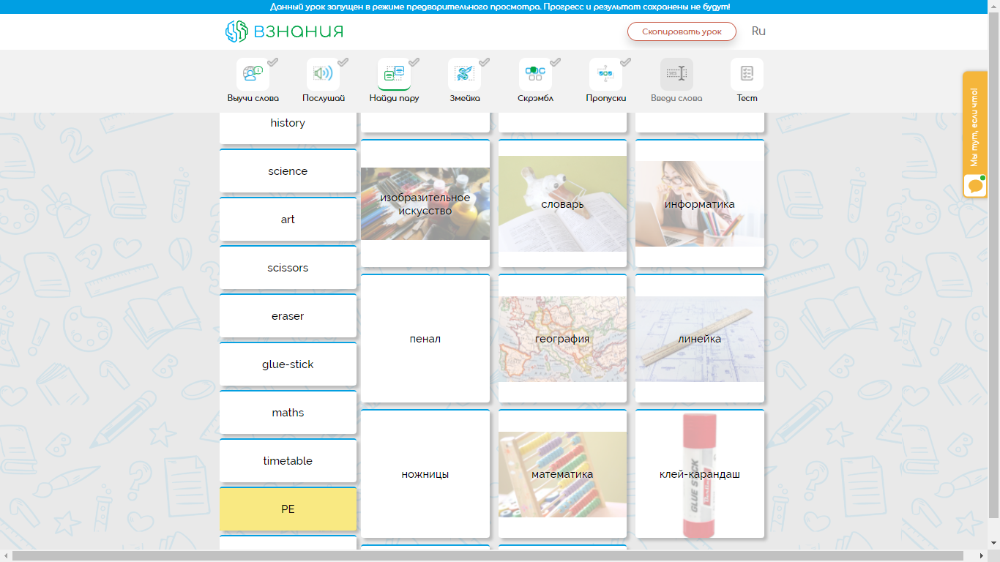 Данный урок запущен в режиме предварительного просмотра. Прогресс и результат сохранены не будут!
ВЗНАНИЯ
Скопировать урок
Ru
Выучи слова
Послушай
Найди пару
Змейка
Скрэмбл
Пропуски
Введи слова
Тест
Мы тут, если что!
history
science
art
scissors
eraser
glue-stick
maths
timetable
PE
изобразительное
искусство
словарь
информатика
пенал
география
линейка
ножницы
математика
клей-карандаш
GLUE STICK